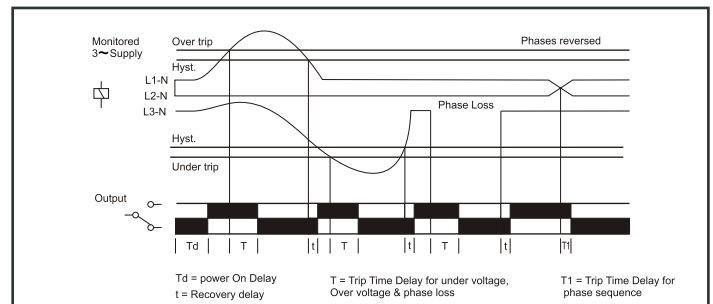 Monitored
3~Supply
Over trip
Phases reversed
Hyst.
L1-N
L2-N
L3-N
Phase Loss
Hyst.
Under trip
Output
Td T t T t T t T1
Td = power On Delay
t = Recovery delay
T = Trip Time Delay for under voltage,
Over voltage & phase loss
T1 = Trip Time Delay for
phase sequence